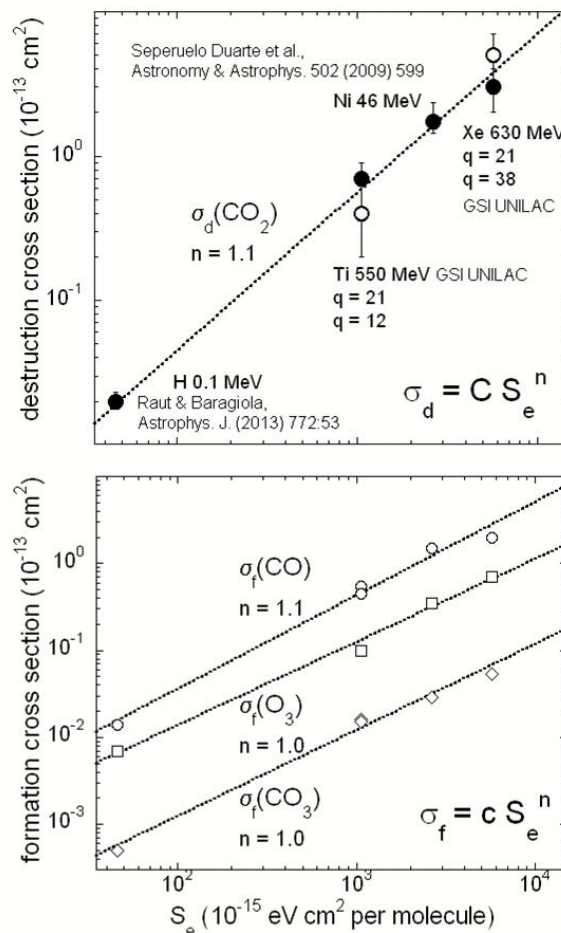 destruction cross section (10⁻¹³ cm²)
10⁰
10⁻¹
Seperuelo Duarte et al.,
Astronomy & Astrophys. 502 (2009) 599
Ni 46 MeV
Xe 630 MeV
q = 21
q = 38
GSI UNILAC
σd(CO₂)
n = 1.1
Ti 550 MeV GSI UNILAC
q = 21
q = 12
H 0.1 MeV
Raut & Baragiola,
Astrophys. J. (2013) 772:53
σd = C Seⁿ
formation cross section (10⁻¹³ cm²)
10⁰
10⁻¹
10⁻²
10⁻³
σf(CO)
n = 1.1
σf(O₃)
n = 1.0
σf(CO₃)
n = 1.0
σf = c Seⁿ
10² 10³ 10⁴
Se (10⁻¹⁵ eV cm² per molecule)